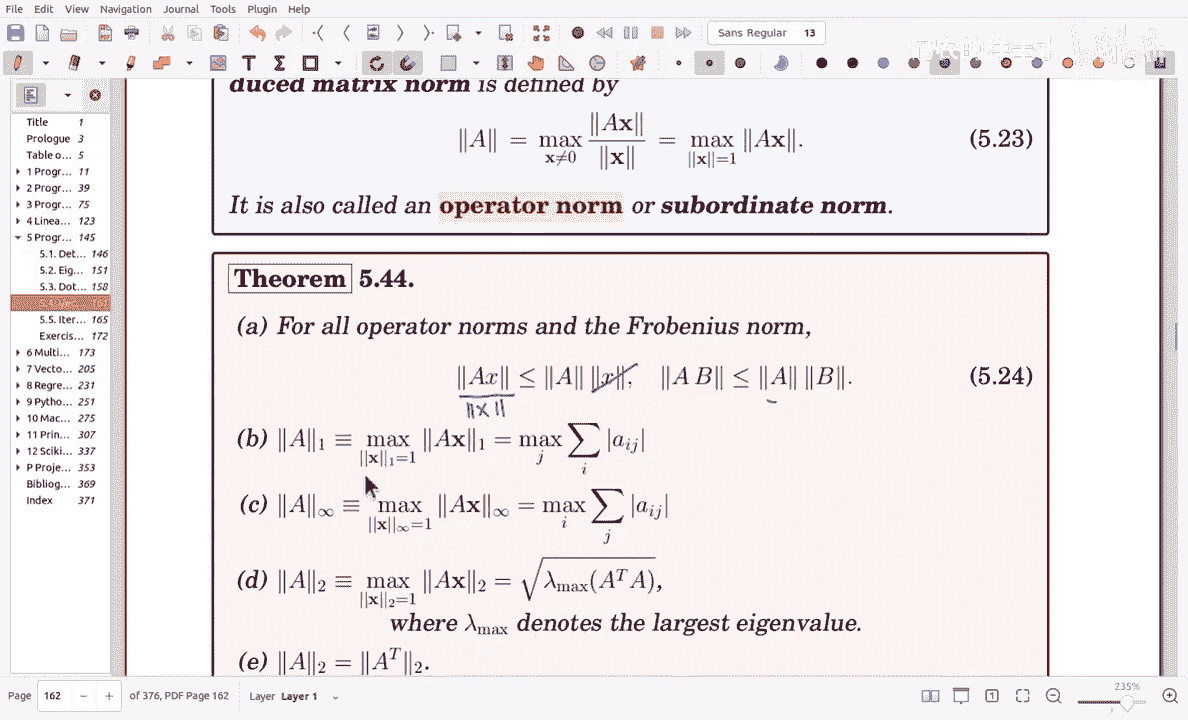 File Edit View Navigation Journal Tools Plugin Help
Sans Regular 13
Title 1
Prologue 3
Table o... 5
1 Progr... 11
2 Progr... 39
3 Progr... 75
4 Linea... 123
5 Progr... 145
5.1. Det... 146
5.2. Eig... 151
5.3. Dot... 158
5.5. Iter... 165
Exercis... 172
6 Multi... 173
7 Vecto... 205
8 Regre... 231
9 Pytho... 251
10 Mac... 275
11 Prin... 307
12 Sciki... 337
P Proje... 353
Bibliog... 369
Index 371
duced matrix norm is defined by
‖A‖ = max_{x≠0} ‖Ax‖/‖x‖ = max_{‖x‖=1} ‖Ax‖. (5.23)
It is also called an operator norm or subordinate norm.
Theorem 5.44.
(a) For all operator norms and the Frobenius norm,
‖Ax‖ ≤ ‖A‖ ‖x‖, ‖A B‖ ≤ ‖A‖ ‖B‖. (5.24)
‖x‖
(b) ‖A‖₁ ≡ max_{‖x‖₁=1} ‖Ax‖₁ = max_j ∑_i |a_{ij}|
(c) ‖A‖_∞ ≡ max_{‖x‖_∞=1} ‖Ax‖_∞ = max_i ∑_j |a_{ij}|
(d) ‖A‖₂ ≡ max_{‖x‖₂=1} ‖Ax‖₂ = √(λ_max(AᵀA)),
where λ_max denotes the largest eigenvalue.
(e) ‖A‖₂ = ‖Aᵀ‖₂.
Page 162 − + of 376, PDF Page 162 Layer Layer 1 235%